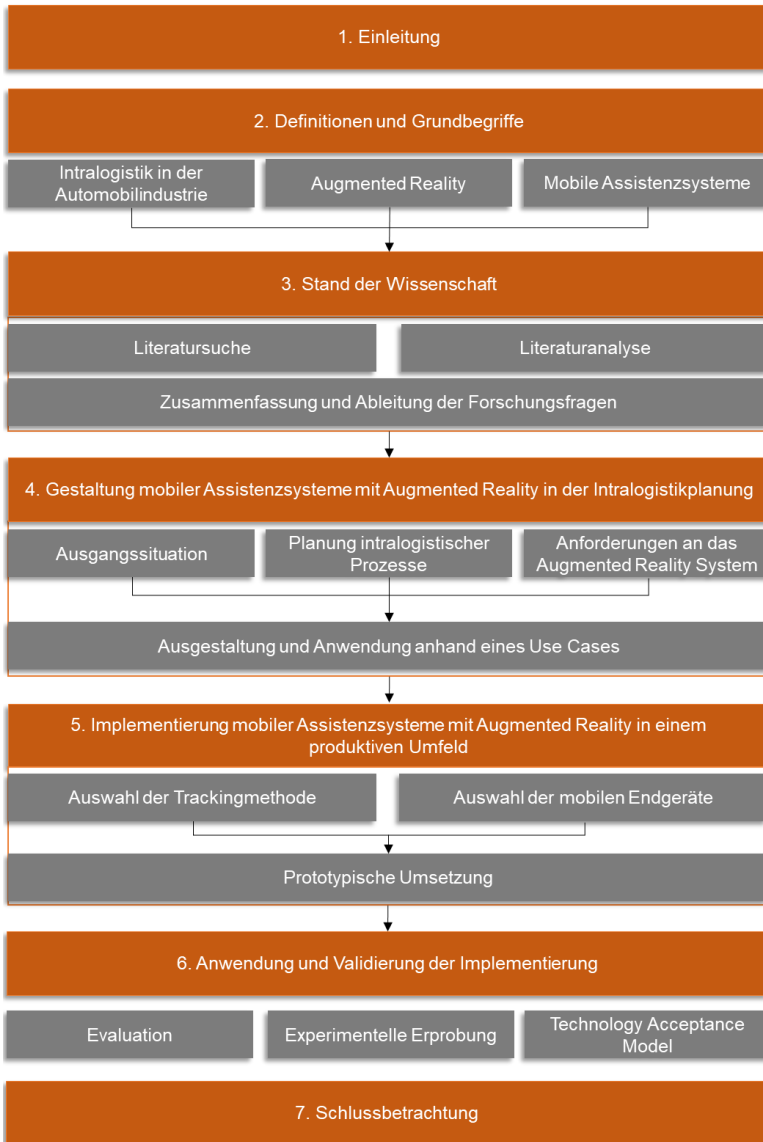 1. Einleitung
2. Definitionen und Grundbegriffe
Intralogistik in der
Automobilindustrie
Augmented Reality
Mobile Assistenzsysteme
3. Stand der Wissenschaft
Literatursuche
Literaturanalyse
Zusammenfassung und Ableitung der Forschungsfragen
4. Gestaltung mobiler Assistenzsysteme mit Augmented Reality in der Intralogistikplanung
Ausgangssituation
Planung intralogistischer
Prozesse
Anforderungen an das
Augmented Reality System
Ausgestaltung und Anwendung anhand eines Use Cases
5. Implementierung mobiler Assistenzsysteme mit Augmented Reality in einem
produktiven Umfeld
Auswahl der Trackingmethode
Auswahl der mobilen Endgeräte
Prototypische Umsetzung
6. Anwendung und Validierung der Implementierung
Evaluation
Experimentelle Erprobung
Technology Acceptance
Model
7. Schlussbetrachtung